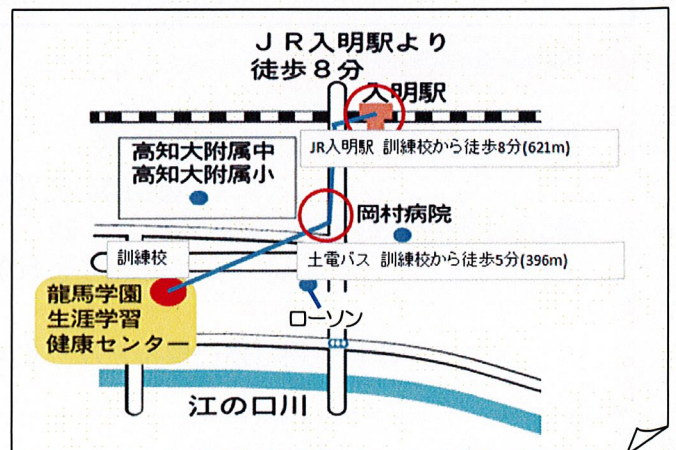 JR入明駅より
徒歩8分
入明駅
JR入明駅 訓練校から徒歩8分(621m)
高知大附属中
高知大附属小
岡村病院
訓練校
土電バス 訓練校から徒歩5分(396m)
龍馬学園
生涯学習
健康センター
ローソン
江の口川